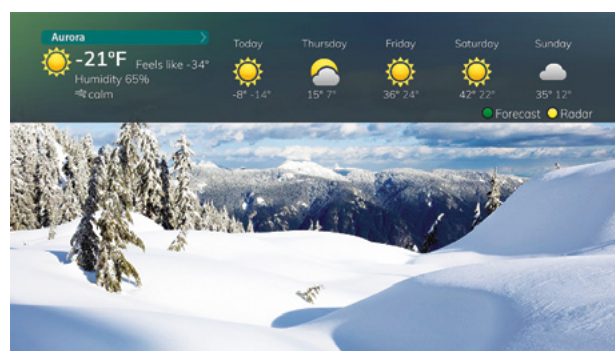 Aurora
-21°F Feels like -34°
Humidity 65%
calm
Today
-8° -14°
Thursday
15° 7°
Friday
36° 24°
Saturday
42° 22°
Sunday
35° 12°
Forecast Radar